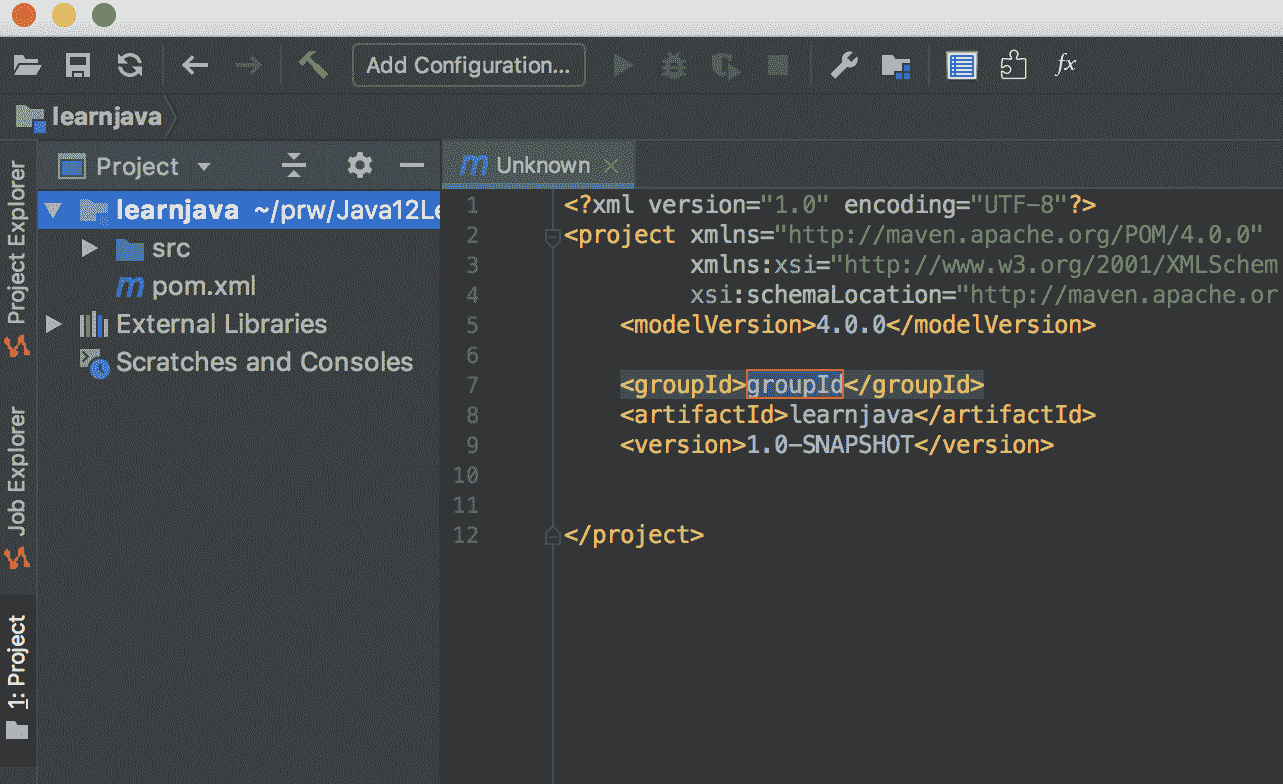 Add Configuration...
fx
learnjava
Project
Unknown
learnjava ~/prw/Java12Le
src
pom.xml
External Libraries
Scratches and Consoles
Project Explorer
Job Explorer
1: Project
1 <?xml version="1.0" encoding="UTF-8"?>
2 <project xmlns="http://maven.apache.org/POM/4.0.0"
3 xmlns:xsi="http://www.w3.org/2001/XMLSchem
4 xsi:schemaLocation="http://maven.apache.or
5 <modelVersion>4.0.0</modelVersion>
6
7 <groupId>groupId</groupId>
8 <artifactId>learnjava</artifactId>
9 <version>1.0-SNAPSHOT</version>
10
11
12 </project>